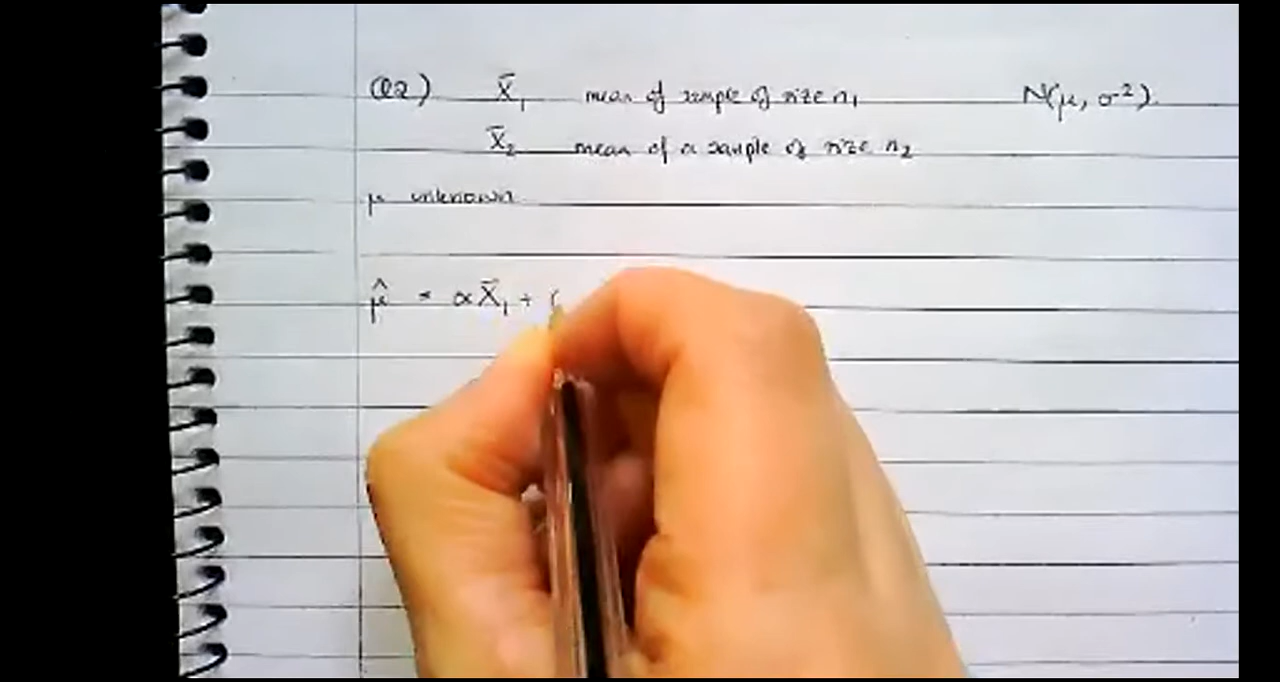 Q2) X̄₁ mean of sample of size n₁ N(μ, σ²).
X̄₂ mean of a sample of size n₂
μ unknown
μ̂ = αX̄₁ + (